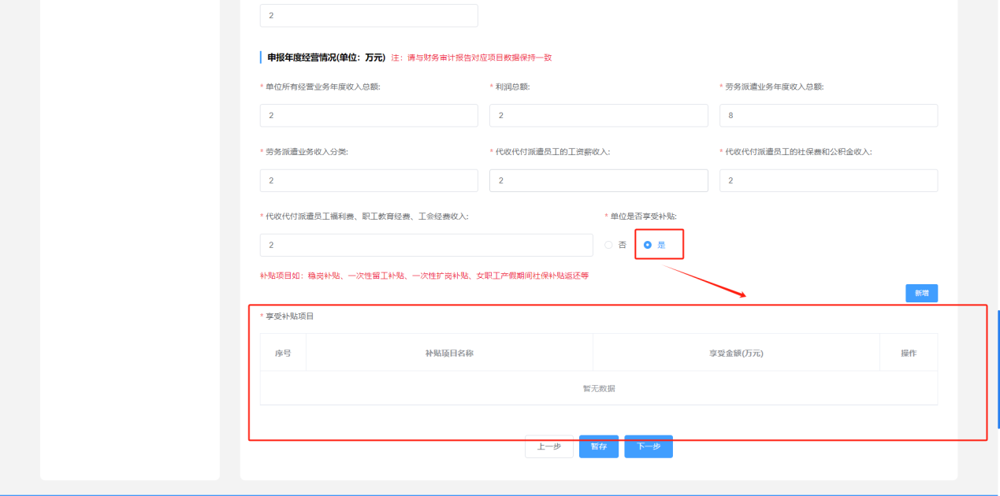 2
申报年度经营情况(单位：万元) 注：请与财务审计报告对应项目数据保持一致
* 单位所有经营业务年度收入总额: * 利润总额: * 劳务派遣业务年度收入总额:
2 2 8
* 劳务派遣业务收入分类: * 代收代付派遣员工的工资薪收入: * 代收代付派遣员工的社保费和公积金收入:
2 2 2
* 代收代付派遣员工福利费、职工教育经费、工会经费收入: * 单位是否享受补贴:
2 否 是
补贴项目如：稳岗补贴、一次性留工补贴、一次性扩岗补贴、女职工产假期间社保补贴返还等
新增
* 享受补贴项目
序号 补贴项目名称 享受金额(万元) 操作
暂无数据
上一步 暂存 下一步